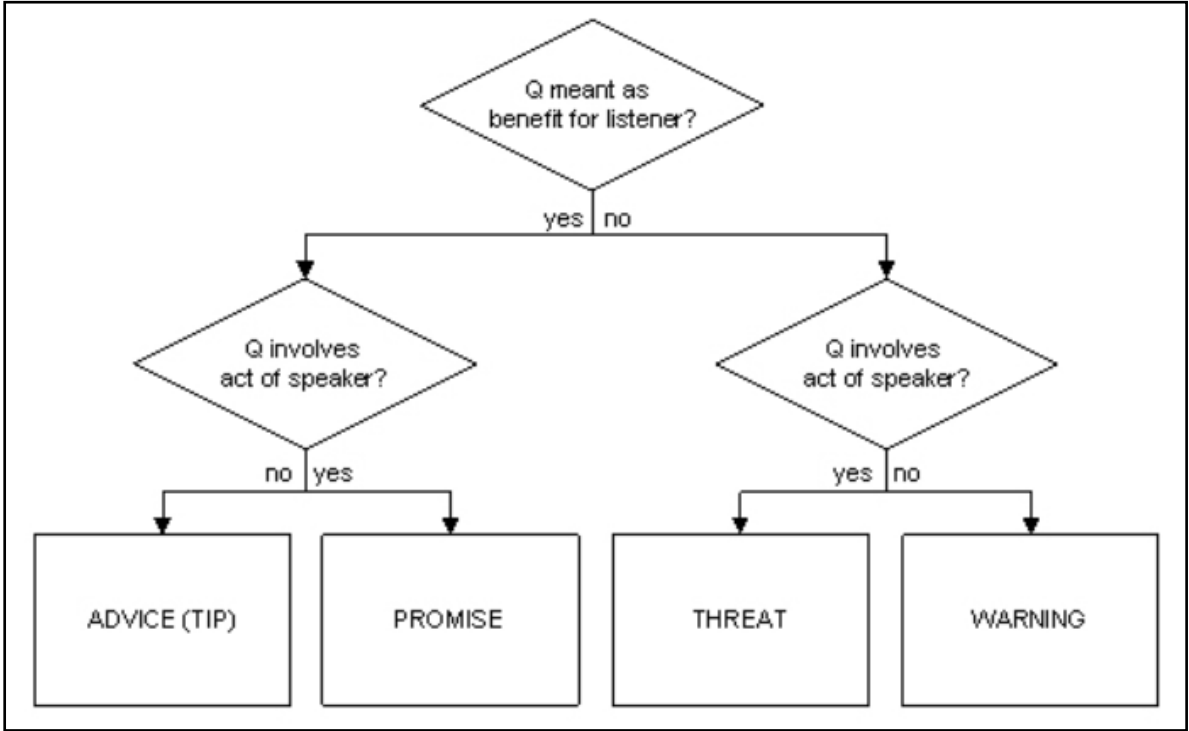 Q meant as
benefit for listener?
yes no
Q involves
act of speaker?
Q involves
act of speaker?
no yes
yes no
ADVICE (TIP)
PROMISE
THREAT
WARNING